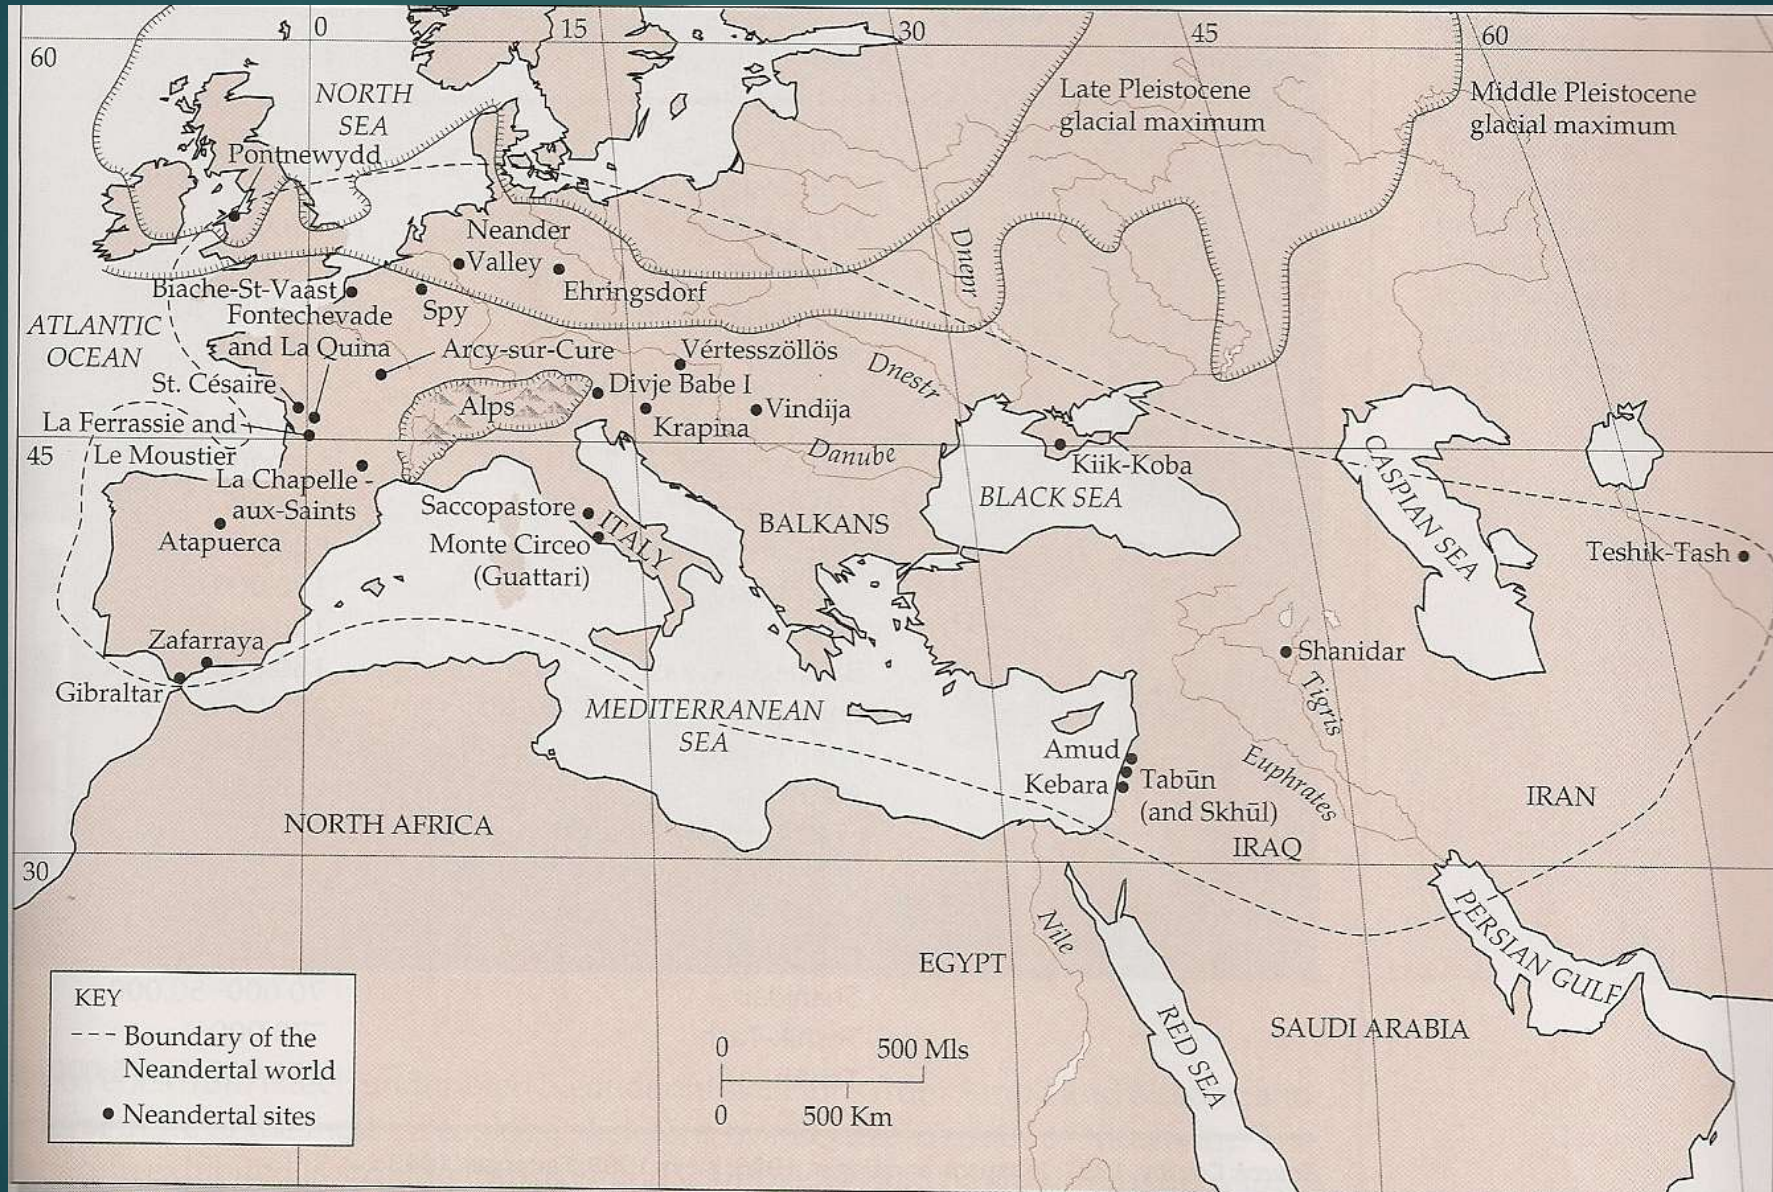 0
15
30
45
60
60
NORTH
SEA
Late Pleistocene
glacial maximum
Middle Pleistocene
glacial maximum
Pontnewydd
Neander
Valley
Ehringsdorf
Dnepr
Biache-St-Vaast
Spy
Fontechevade
and La Quina
ATLANTIC
OCEAN
Arcy-sur-Cure
Vértesszöllös
Dnestr
St. Césaire
Divje Babe I
Alps
Vindija
La Ferrassie and
Le Moustier
Krapina
45
Danube
Kiik-Koba
CASPIAN SEA
La Chapelle-
aux-Saints
Saccopastore
BLACK SEA
ITALY
BALKANS
Atapuerca
Monte Circeo
(Guattari)
Teshik-Tash
Zafarraya
Shanidar
Gibraltar
Tigris
MEDITERRANEAN
SEA
Amud
Kebara
Tabūn
(and Skhūl)
Euphrates
IRAN
NORTH AFRICA
IRAQ
30
PERSIAN GULF
Nile
EGYPT
RED SEA
SAUDI ARABIA
KEY
Boundary of the
Neandertal world
Neandertal sites
0
500 Mls
0
500 Km